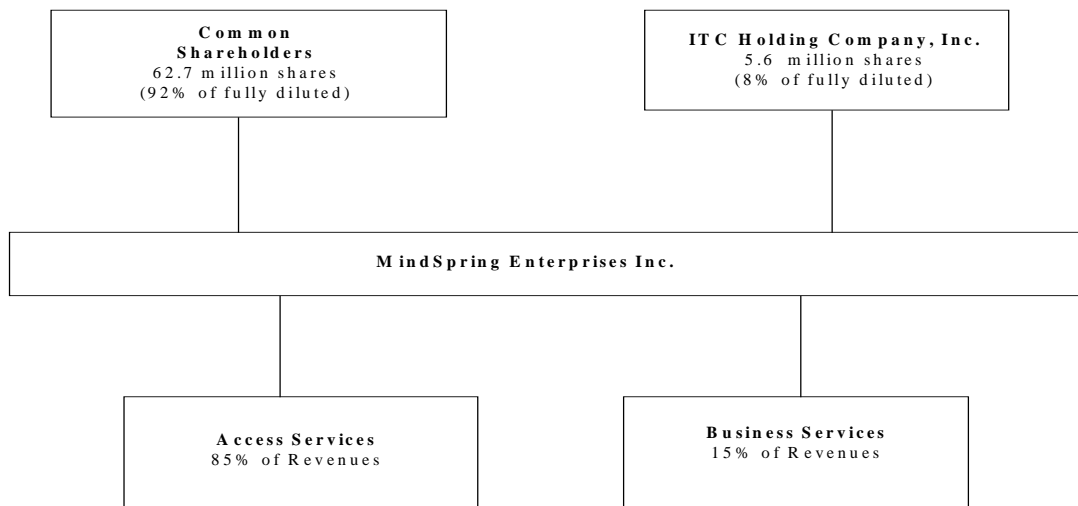 Common
Shareholders
62.7 million shares
(92% of fully diluted)
ITC Holding Company, Inc.
5.6 million shares
(8% of fully diluted)
MindSpring Enterprises Inc.
Access Services
85% of Revenues
Business Services
15% of Revenues